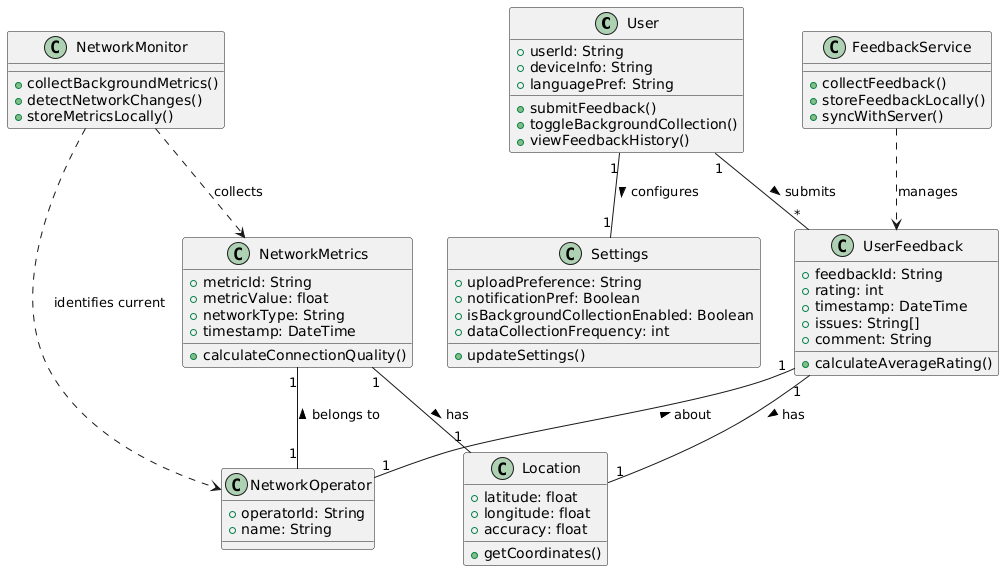 C NetworkMonitor
+collectBackgroundMetrics()
+detectNetworkChanges()
+storeMetricsLocally()
C User
userId: String
deviceInfo: String
languagePref: String
submitFeedback()
toggleBackgroundCollection()
viewFeedbackHistory()
C FeedbackService
+collectFeedback()
+storeFeedbackLocally()
+syncWithServer()
collects
1
configures
1
1
submits
*
manages
identifies current
C NetworkMetrics
metricId: String
metricValue: float
networkType: String
timestamp: DateTime
calculateConnectionQuality()
C Settings
uploadPreference: String
notificationPref: Boolean
isBackgroundCollectionEnabled: Boolean
dataCollectionFrequency: int
updateSettings()
C UserFeedback
feedbackId: String
rating: int
timestamp: DateTime
issues: String[]
comment: String
calculateAverageRating()
1
belongs to
1
1
has
1
1
about
1
1
has
1
C NetworkOperator
operatorId: String
name: String
C Location
latitude: float
longitude: float
accuracy: float
getCoordinates()